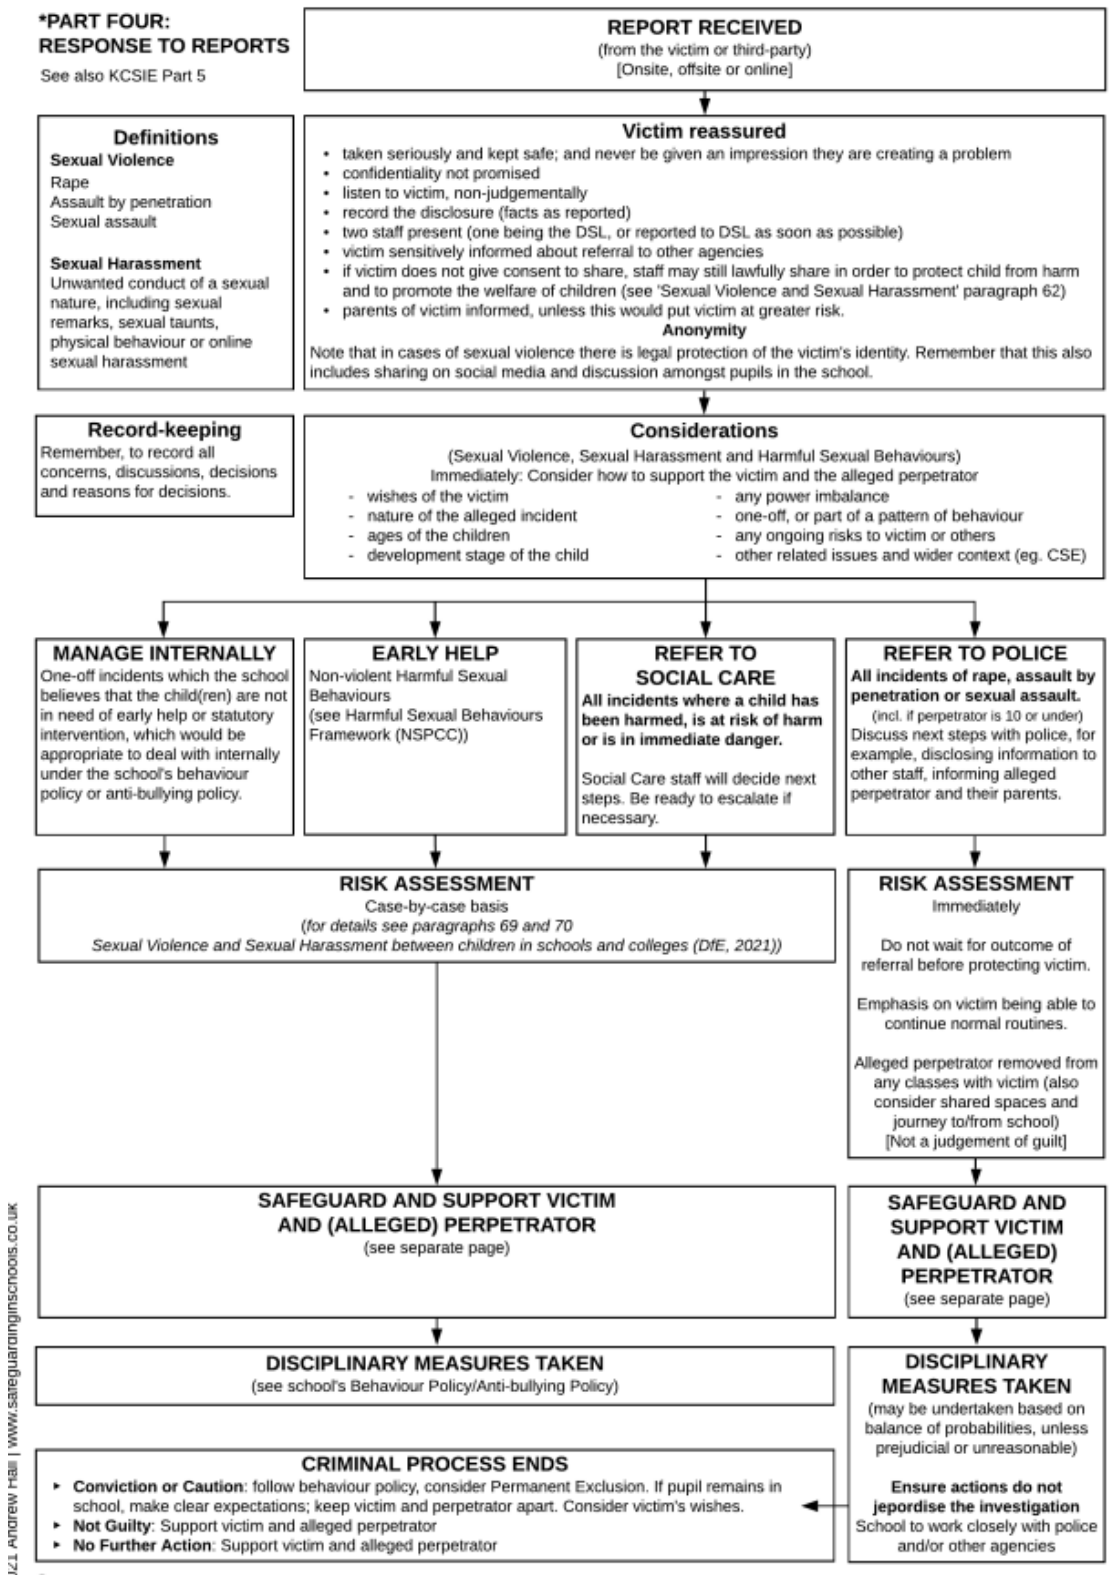 *PART FOUR:
RESPONSE TO REPORTS
See also KCSIE Part 5
REPORT RECEIVED
(from the victim or third-party)
[Onsite, offsite or online]
Definitions
Sexual Violence
Rape
Assault by penetration
Sexual assault
Sexual Harassment
Unwanted conduct of a sexual
nature, including sexual
remarks, sexual taunts,
physical behaviour or online
sexual harassment
Victim reassured
• taken seriously and kept safe; and never be given an impression they are creating a problem
• confidentiality not promised
• listen to victim, non-judgementally
• record the disclosure (facts as reported)
• two staff present (one being the DSL, or reported to DSL as soon as possible)
• victim sensitively informed about referral to other agencies
• if victim does not give consent to share, staff may still lawfully share in order to protect child from harm
and to promote the welfare of children (see 'Sexual Violence and Sexual Harassment' paragraph 62)
• parents of victim informed, unless this would put victim at greater risk.
Anonymity
Note that in cases of sexual violence there is legal protection of the victim's identity. Remember that this also
includes sharing on social media and discussion amongst pupils in the school.
Record-keeping
Remember, to record all
concerns, discussions, decisions
and reasons for decisions.
Considerations
(Sexual Violence, Sexual Harassment and Harmful Sexual Behaviours)
Immediately: Consider how to support the victim and the alleged perpetrator
- wishes of the victim
- nature of the alleged incident
- ages of the children
- development stage of the child
- any power imbalance
- one-off, or part of a pattern of behaviour
- any ongoing risks to victim or others
- other related issues and wider context (eg. CSE)
MANAGE INTERNALLY
One-off incidents which the school
believes that the child(ren) are not
in need of early help or statutory
intervention, which would be
appropriate to deal with internally
under the school's behaviour
policy or anti-bullying policy.
EARLY HELP
Non-violent Harmful Sexual
Behaviours
(see Harmful Sexual Behaviours
Framework (NSPCC))
REFER TO
SOCIAL CARE
All incidents where a child has
been harmed, is at risk of harm
or is in immediate danger.
Social Care staff will decide next
steps. Be ready to escalate if
necessary.
REFER TO POLICE
All incidents of rape, assault by
penetration or sexual assault.
(incl. if perpetrator is 10 or under)
Discuss next steps with police, for
example, disclosing information to
other staff, informing alleged
perpetrator and their parents.
RISK ASSESSMENT
Case-by-case basis
(for details see paragraphs 69 and 70
Sexual Violence and Sexual Harassment between children in schools and colleges (DfE, 2021))
RISK ASSESSMENT
Immediately
Do not wait for outcome of
referral before protecting victim.
Emphasis on victim being able to
continue normal routines.
Alleged perpetrator removed from
any classes with victim (also
consider shared spaces and
journey to/from school)
[Not a judgement of guilt]
SAFEGUARD AND SUPPORT VICTIM
AND (ALLEGED) PERPETRATOR
(see separate page)
SAFEGUARD AND
SUPPORT VICTIM
AND (ALLEGED)
PERPETRATOR
(see separate page)
DISCIPLINARY MEASURES TAKEN
(see school's Behaviour Policy/Anti-bullying Policy)
DISCIPLINARY
MEASURES TAKEN
(may be undertaken based on
balance of probabilities, unless
prejudicial or unreasonable)
Ensure actions do not
jepordise the investigation
School to work closely with police
and/or other agencies
CRIMINAL PROCESS ENDS
▸ Conviction or Caution: follow behaviour policy, consider Permanent Exclusion. If pupil remains in
school, make clear expectations; keep victim and perpetrator apart. Consider victim's wishes.
▸ Not Guilty: Support victim and alleged perpetrator
▸ No Further Action: Support victim and alleged perpetrator
Andrew Hall | www.safeguardinginschools.co.uk